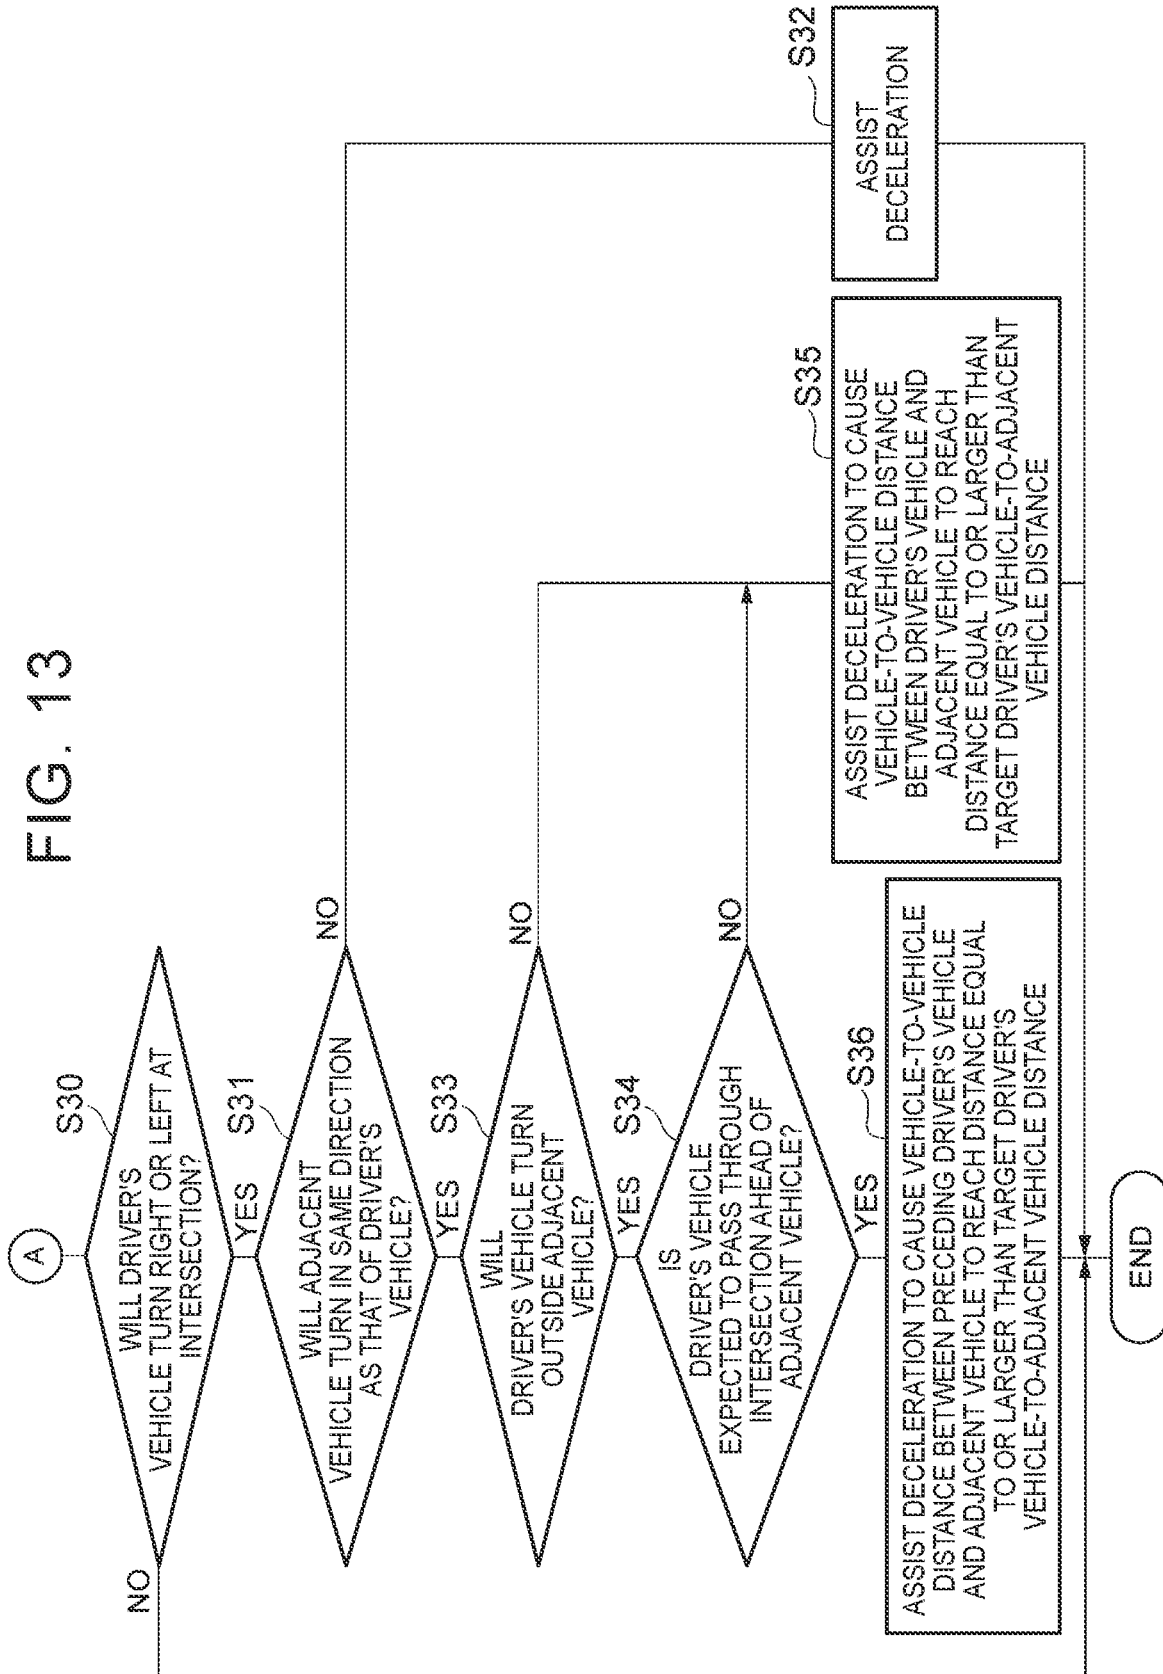 FIG. 13
A
S30
WILL DRIVER'S
VEHICLE TURN RIGHT OR LEFT AT
INTERSECTION?
NO
YES
S31
WILL ADJACENT
VEHICLE TURN IN SAME DIRECTION
AS THAT OF DRIVER'S
VEHICLE?
NO
YES
S33
WILL
DRIVER'S VEHICLE TURN
OUTSIDE ADJACENT
VEHICLE?
NO
YES
S34
IS
DRIVER'S VEHICLE
EXPECTED TO PASS THROUGH
INTERSECTION AHEAD OF
ADJACENT VEHICLE?
NO
YES
S36
ASSIST DECELERATION TO CAUSE VEHICLE-TO-VEHICLE
DISTANCE BETWEEN PRECEDING DRIVER'S VEHICLE
AND ADJACENT VEHICLE TO REACH DISTANCE EQUAL
TO OR LARGER THAN TARGET DRIVER'S
VEHICLE-TO-ADJACENT VEHICLE DISTANCE
S35
ASSIST DECELERATION TO CAUSE
VEHICLE-TO-VEHICLE DISTANCE
BETWEEN DRIVER'S VEHICLE AND
ADJACENT VEHICLE TO REACH
DISTANCE EQUAL TO OR LARGER THAN
TARGET DRIVER'S VEHICLE-TO-ADJACENT
VEHICLE DISTANCE
S32
ASSIST
DECELERATION
END